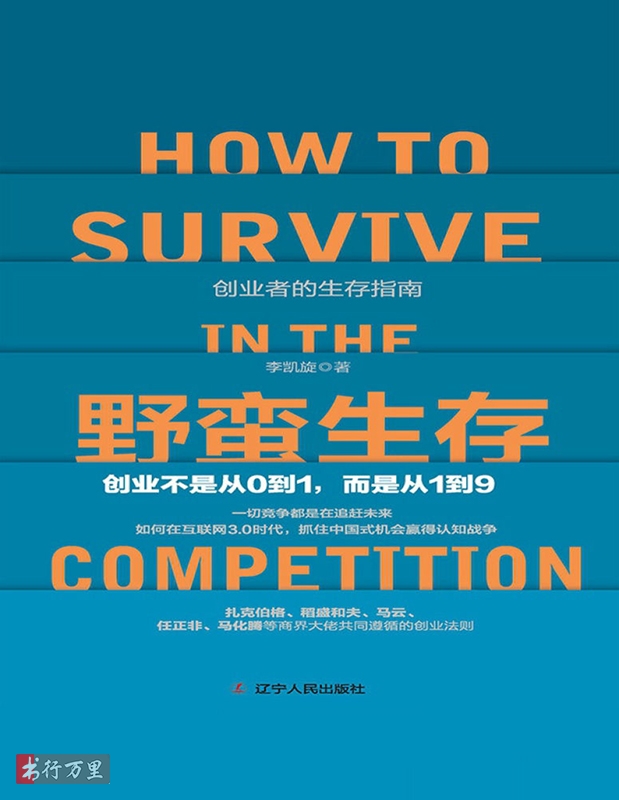 HOW TO
SURVIVE
创业者的生存指南
IN THE
李凯旋◎著
野蛮生存
创业不是从0到1，而是从1到9
一切竞争都是在追赶未来
如何在互联网3.0时代，抓住中国式机会赢得认知战争
COMPETITION
扎克伯格、稻盛和夫、马云、
任正非、马化腾等商界大佬共同遵循的创业法则
辽宁人民出版社
书行万里